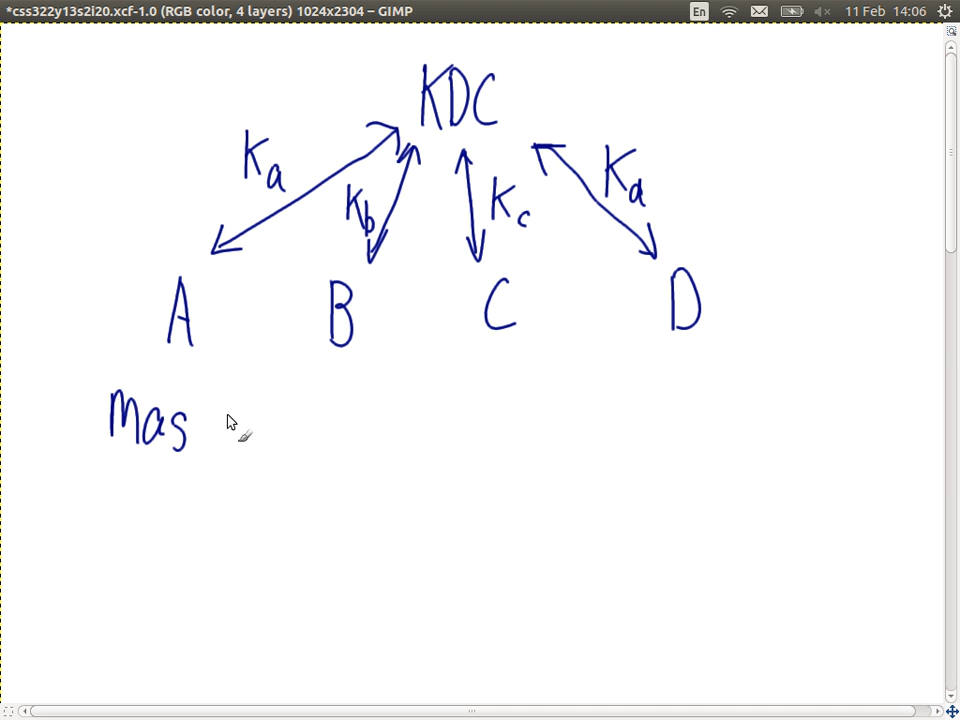 *css322y13s2i20.xcf-1.0 (RGB color, 4 layers) 1024x2304 – GIMP
En
11 Feb 14:06
KDC
Ka
Kb
Kc
Kd
A B C D
Mas